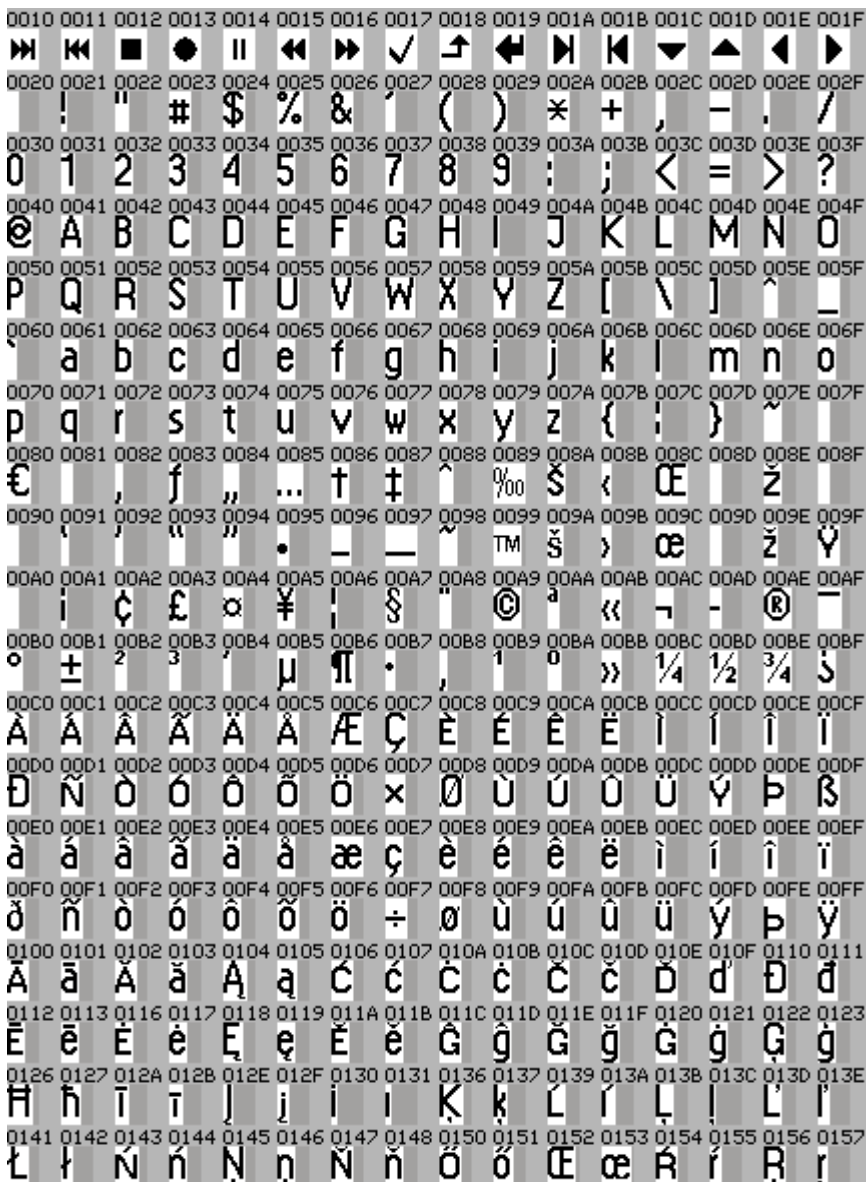 0010 0011 0012 0013 0014 0015 0016 0017 0018 0019 001A 001B 001C 001D 001E 001F
0020 0021 0022 0023 0024 0025 0026 0027 0028 0029 002A 002B 002C 002D 002E 002F
! " # $ % & ' ( ) * + , - . /
0030 0031 0032 0033 0034 0035 0036 0037 0038 0039 003A 003B 003C 003D 003E 003F
0 1 2 3 4 5 6 7 8 9 : ; < = > ?
0040 0041 0042 0043 0044 0045 0046 0047 0048 0049 004A 004B 004C 004D 004E 004F
@ A B C D E F G H I J K L M N O
0050 0051 0052 0053 0054 0055 0056 0057 0058 0059 005A 005B 005C 005D 005E 005F
P Q R S T U V W X Y Z [ \ ] ^ _
0060 0061 0062 0063 0064 0065 0066 0067 0068 0069 006A 006B 006C 006D 006E 006F
` a b c d e f g h i j k l m n o
0070 0071 0072 0073 0074 0075 0076 0077 0078 0079 007A 007B 007C 007D 007E 007F
p q r s t u v w x y z { ¦ } ~
0080 0081 0082 0083 0084 0085 0086 0087 0088 0089 008A 008B 008C 008D 008E 008F
€ ‚ ƒ „ … † ‡ ˆ ‰ Š ‹ Œ Ž
0090 0091 0092 0093 0094 0095 0096 0097 0098 0099 009A 009B 009C 009D 009E 009F
‘ ’ “ ” • – — ˜ ™ š › œ ž Ÿ
00A0 00A1 00A2 00A3 00A4 00A5 00A6 00A7 00A8 00A9 00AA 00AB 00AC 00AD 00AE 00AF
¡ ¢ £ ¤ ¥ ¦ § ¨ © ª « ¬ - ® ¯
00B0 00B1 00B2 00B3 00B4 00B5 00B6 00B7 00B8 00B9 00BA 00BB 00BC 00BD 00BE 00BF
° ± ² ³ ´ µ ¶ · ¸ ¹ º » ¼ ½ ¾ ¿
00C0 00C1 00C2 00C3 00C4 00C5 00C6 00C7 00C8 00C9 00CA 00CB 00CC 00CD 00CE 00CF
À Á Â Ã Ä Å Æ Ç È É Ê Ë Ì Í Î Ï
00D0 00D1 00D2 00D3 00D4 00D5 00D6 00D7 00D8 00D9 00DA 00DB 00DC 00DD 00DE 00DF
Ð Ñ Ò Ó Ô Õ Ö × Ø Ù Ú Û Ü Ý Þ ß
00E0 00E1 00E2 00E3 00E4 00E5 00E6 00E7 00E8 00E9 00EA 00EB 00EC 00ED 00EE 00EF
à á â ã ä å æ ç è é ê ë ì í î ï
00F0 00F1 00F2 00F3 00F4 00F5 00F6 00F7 00F8 00F9 00FA 00FB 00FC 00FD 00FE 00FF
ð ñ ò ó ô õ ö ÷ ø ù ú û ü ý þ ÿ
0100 0101 0102 0103 0104 0105 0106 0107 010A 010B 010C 010D 010E 010F 0110 0111
Ā ā Ă ă Ą ą Ć ć Ċ ċ Č č Ď ď Đ đ
0112 0113 0116 0117 0118 0119 011A 011B 011C 011D 011E 011F 0120 0121 0122 0123
Ē ē Ė ė Ę ę Ě ě Ĝ ĝ Ğ ğ Ġ ġ Ģ ģ
0126 0127 012A 012B 012E 012F 0130 0131 0136 0137 0139 013A 013B 013C 013D 013E
Ħ ħ Ī ī Į į İ ı Ķ ķ Ĺ ĺ Ļ ļ Ľ ľ
0141 0142 0143 0144 0145 0146 0147 0148 0150 0151 0152 0153 0154 0155 0156 0157
Ł ł Ń ń Ņ ņ Ň ň Ő ő Œ œ Ŕ ŕ Ŗ ŗ